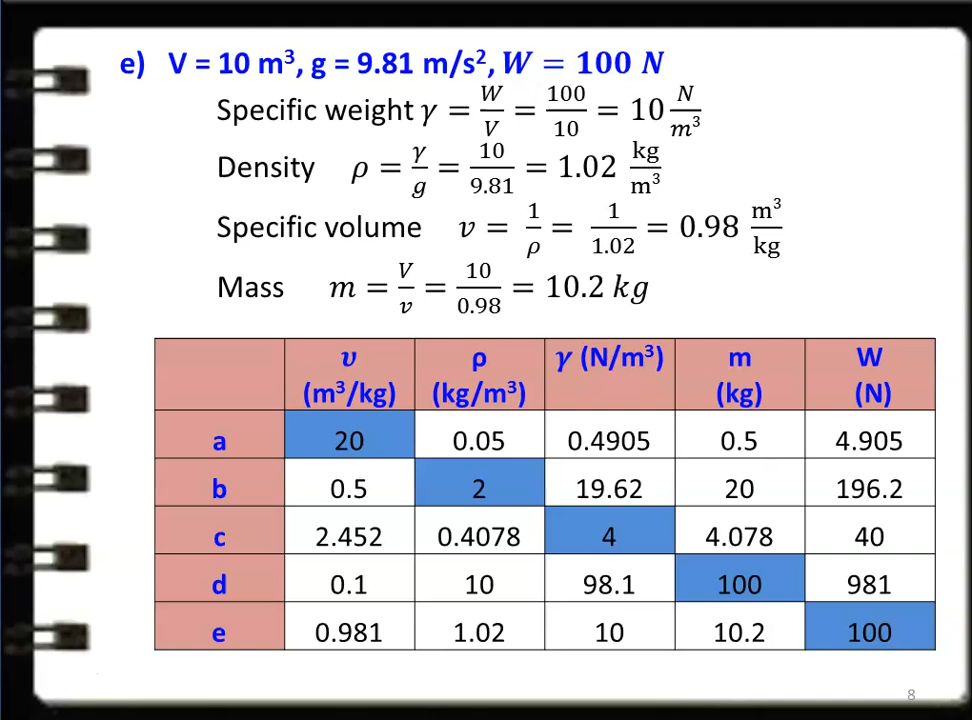 e) V = 10 m³, g = 9.81 m/s², W = 100 N
Specific weight γ = W/V = 100/10 = 10 N/m³
Density ρ = γ/g = 10/9.81 = 1.02 kg/m³
Specific volume v = 1/ρ = 1/1.02 = 0.98 m³/kg
Mass m = V/v = 10/0.98 = 10.2 kg
υ (m³/kg) ρ (kg/m³) γ (N/m³) m (kg) W (N)
a 20 0.05 0.4905 0.5 4.905
b 0.5 2 19.62 20 196.2
c 2.452 0.4078 4 4.078 40
d 0.1 10 98.1 100 981
e 0.981 1.02 10 10.2 100
8